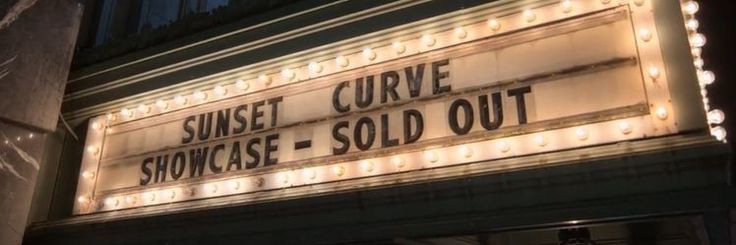 SUNSET CURVE
SHOWCASE - SOLD OUT